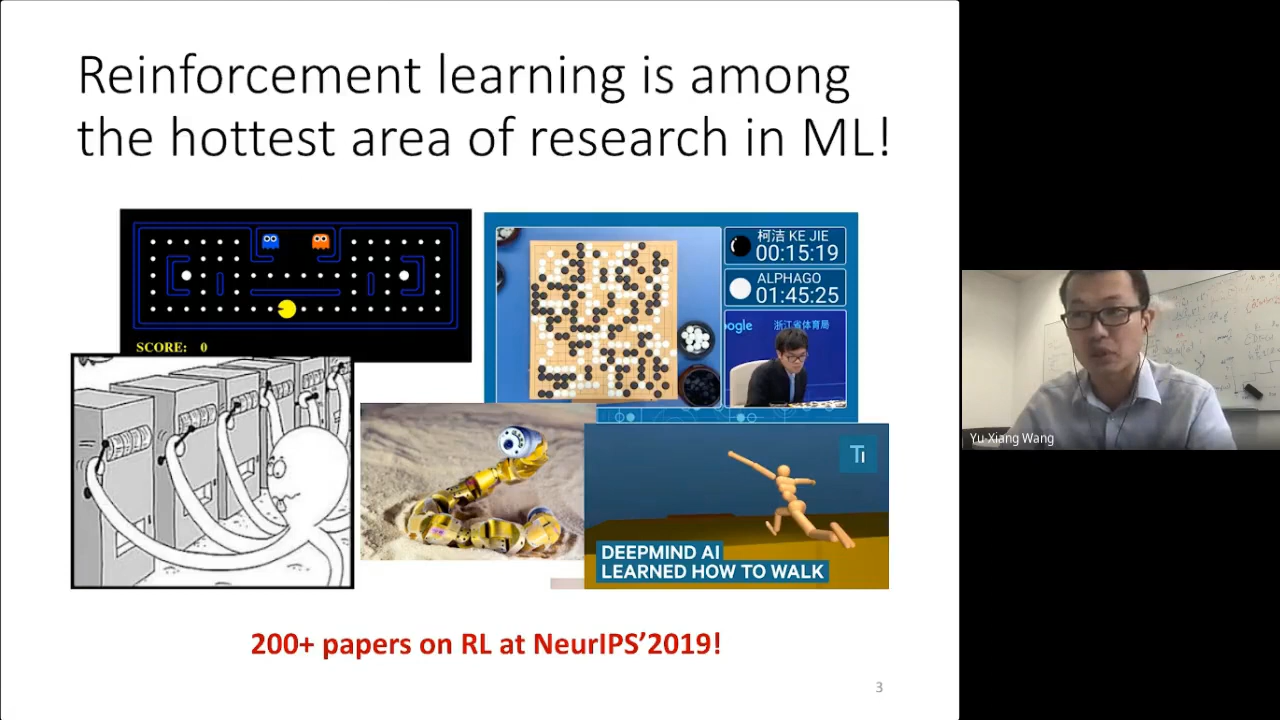 Reinforcement learning is among
the hottest area of research in ML!
SCORE: 0
柯洁 KE JIE
00:15:19
ALPHAGO
01:45:25
ogle 浙江省体育局
Ti
DEEPMIND AI
LEARNED HOW TO WALK
200+ papers on RL at NeurIPS’2019!
3
Yu-Xiang Wang